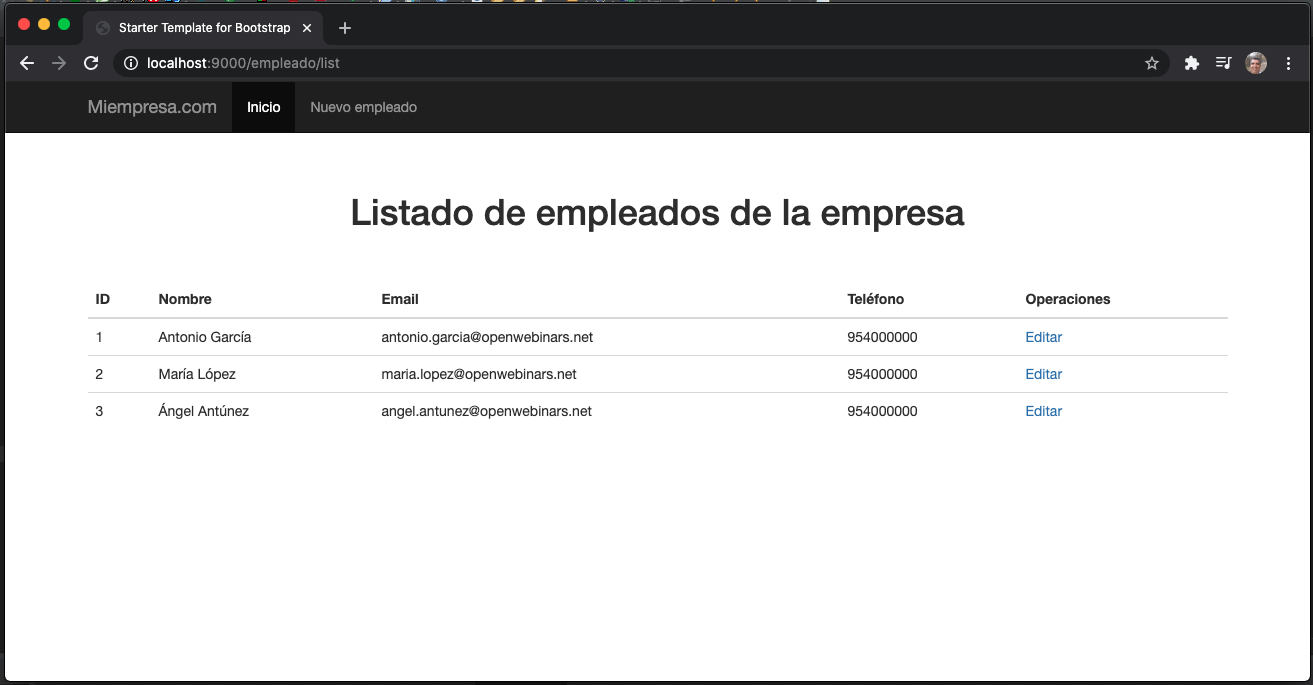 Starter Template for Bootstrap
localhost:9000/empleado/list
Miempresa.com Inicio Nuevo empleado
Listado de empleados de la empresa
ID Nombre Email Teléfono Operaciones
1 Antonio García antonio.garcia@openwebinars.net 954000000 Editar
2 María López maria.lopez@openwebinars.net 954000000 Editar
3 Ángel Antúnez angel.antunez@openwebinars.net 954000000 Editar